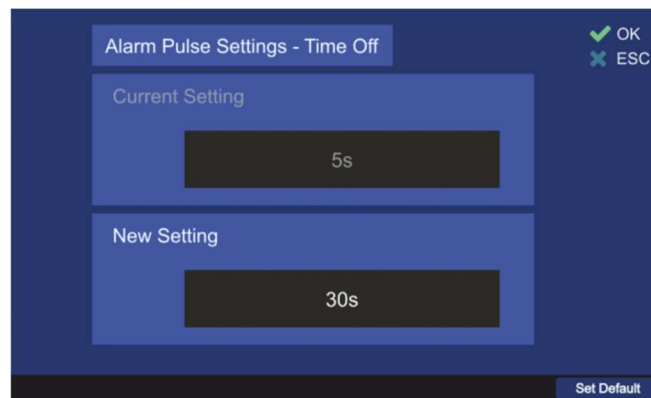 Alarm Pulse Settings - Time Off
OK
ESC
Current Setting
5s
New Setting
30s
Set Default